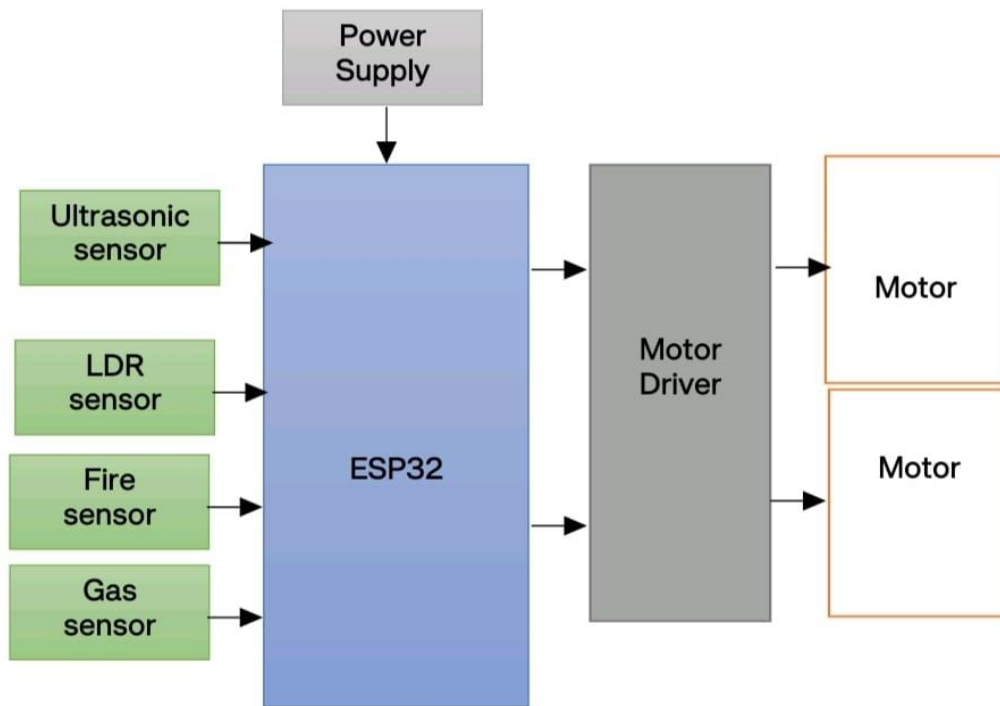 Power
Supply
Ultrasonic
sensor
LDR
sensor
Fire
sensor
Gas
sensor
ESP32
Motor
Driver
Motor
Motor